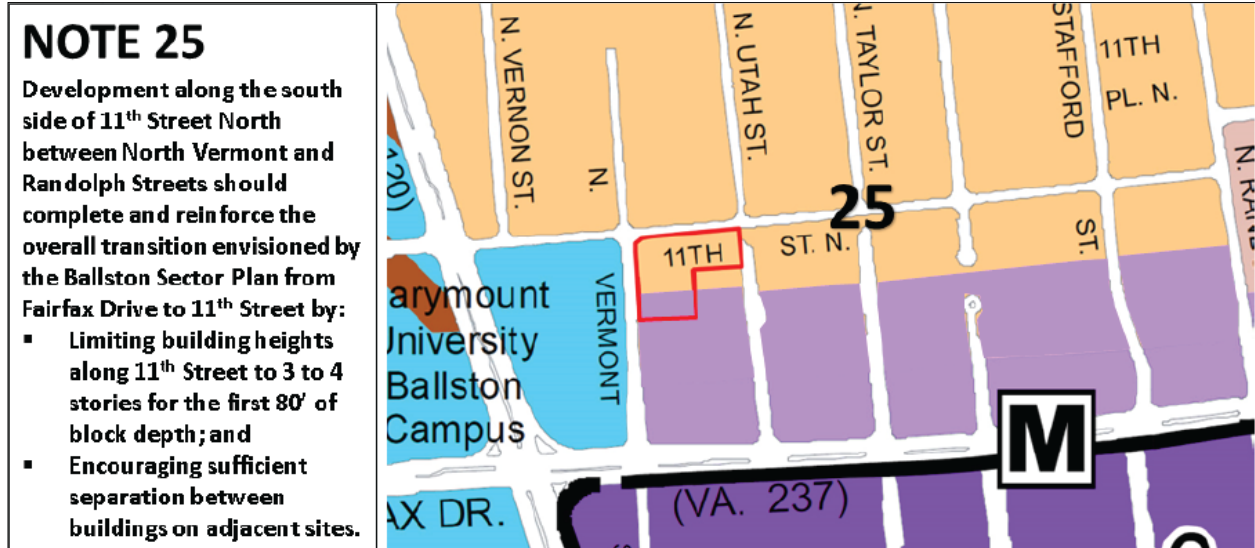 NOTE 25
Development along the south
side of 11th Street North
between North Vermont and
Randolph Streets should
complete and reinforce the
overall transition envisioned by
the Ballston Sector Plan from
Fairfax Drive to 11th Street by:
▪ Limiting building heights
along 11th Street to 3 to 4
stories for the first 80' of
block depth; and
▪ Encouraging sufficient
separation between
buildings on adjacent sites.
N. VERNON ST.
N.
VERMONT
N. UTAH ST.
N. TAYLOR ST.
STAFFORD
ST.
11TH
PL. N.
N. RAN
120)
25
11TH
ST. N.
arymount
University
Ballston
Campus
M
AX DR.
(VA. 237)